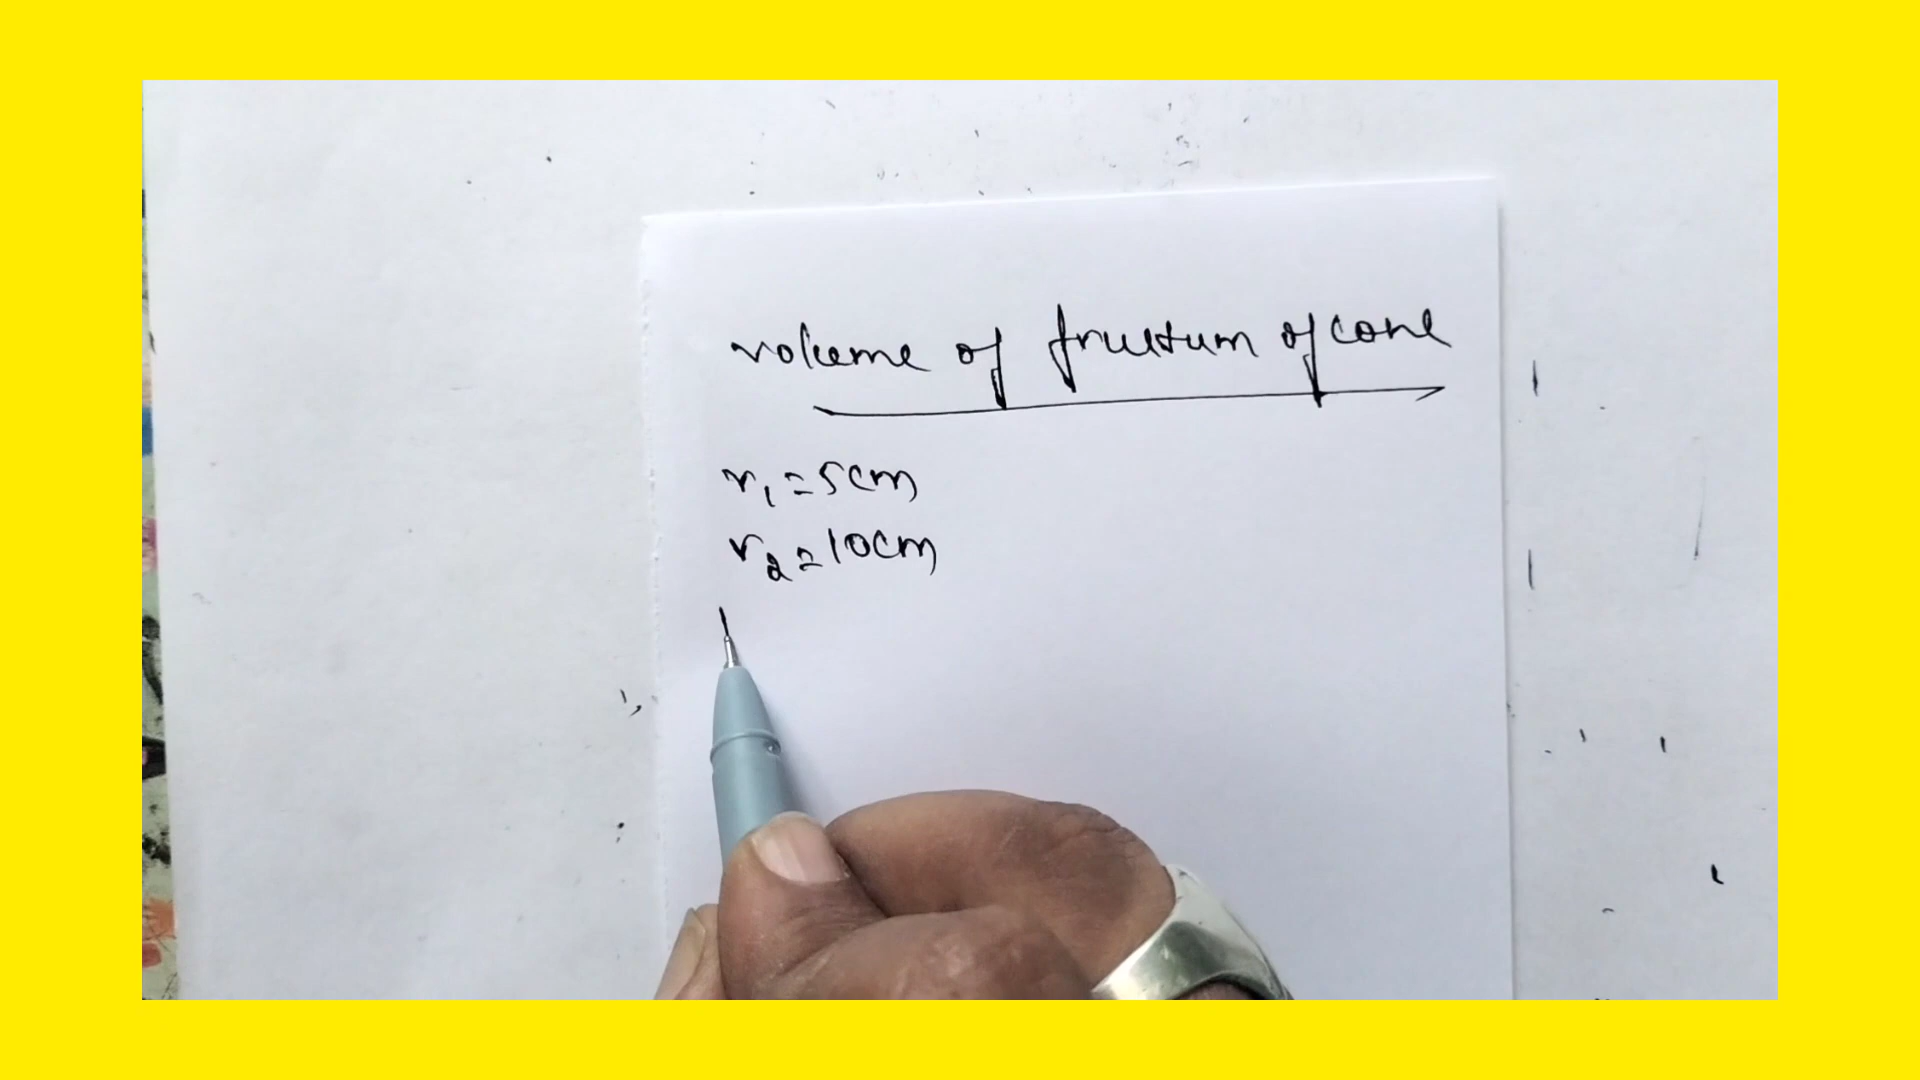 volume of frustum of cone
r₁ = 5cm
r₂ = 10cm